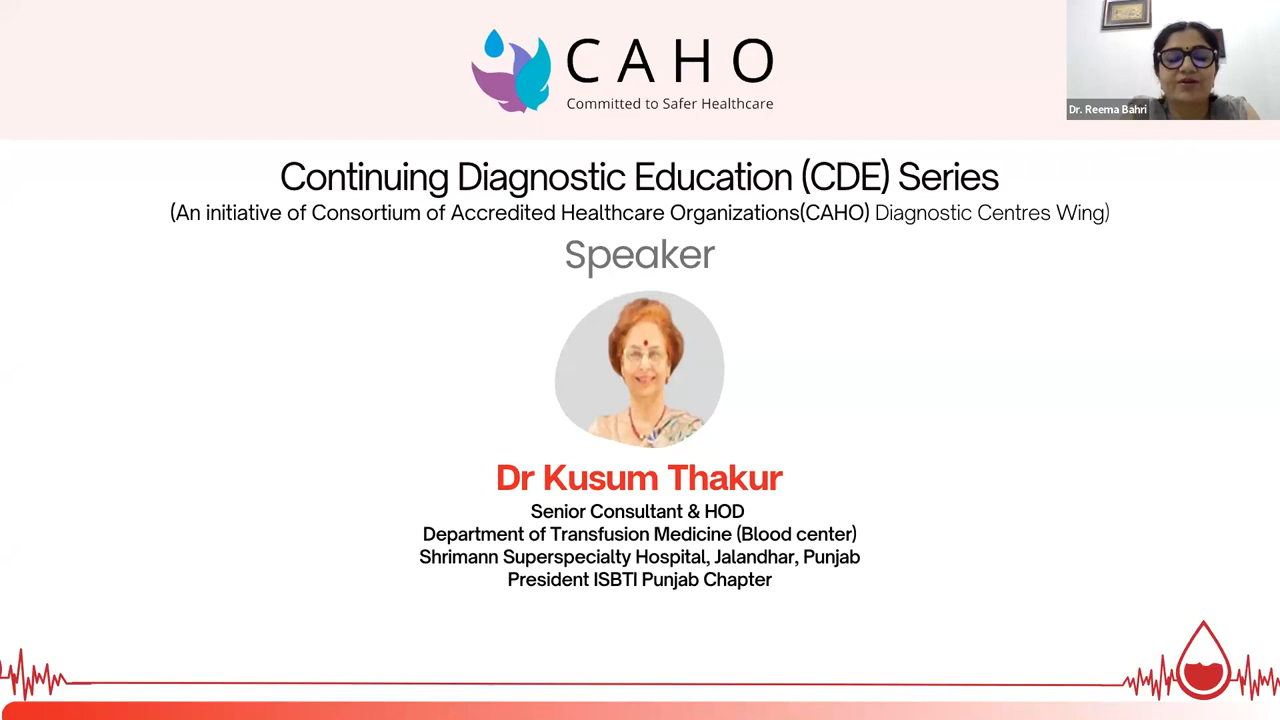 CAHO
Committed to Safer Healthcare
Dr. Reema Bahri
Continuing Diagnostic Education (CDE) Series
(An initiative of Consortium of Accredited Healthcare Organizations(CAHO) Diagnostic Centres Wing)
Speaker
Dr Kusum Thakur
Senior Consultant & HOD
Department of Transfusion Medicine (Blood center)
Shrimann Superspecialty Hospital, Jalandhar, Punjab
President ISBTI Punjab Chapter